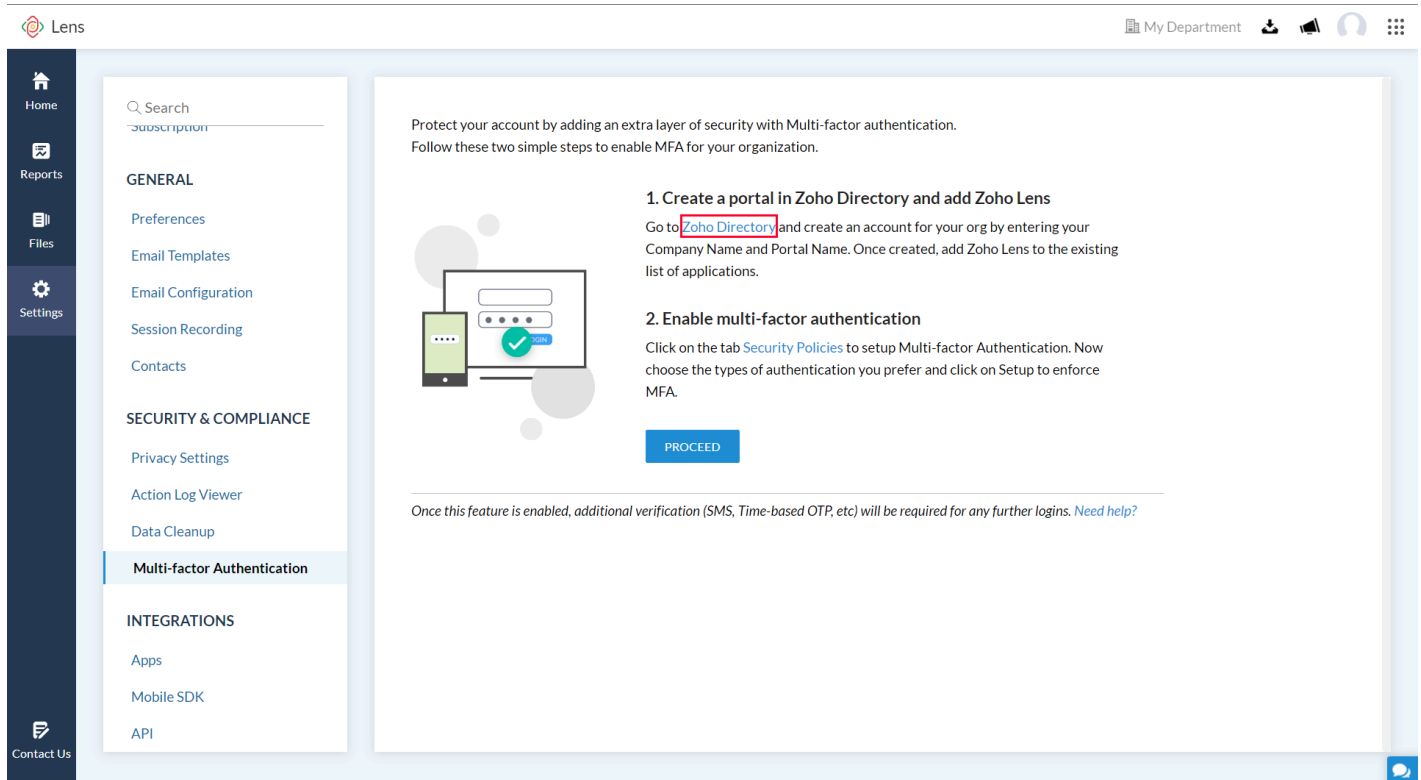 Lens
My Department
Home
Reports
Files
Settings
Contact Us
Search
Subscription
GENERAL
Preferences
Email Templates
Email Configuration
Session Recording
Contacts
SECURITY & COMPLIANCE
Privacy Settings
Action Log Viewer
Data Cleanup
Multi-factor Authentication
INTEGRATIONS
Apps
Mobile SDK
API
Protect your account by adding an extra layer of security with Multi-factor authentication.
Follow these two simple steps to enable MFA for your organization.
1. Create a portal in Zoho Directory and add Zoho Lens
Go to Zoho Directory and create an account for your org by entering your
Company Name and Portal Name. Once created, add Zoho Lens to the existing
list of applications.
2. Enable multi-factor authentication
Click on the tab Security Policies to setup Multi-factor Authentication. Now
choose the types of authentication you prefer and click on Setup to enforce
MFA.
PROCEED
Once this feature is enabled, additional verification (SMS, Time-based OTP, etc) will be required for any further logins. Need help?